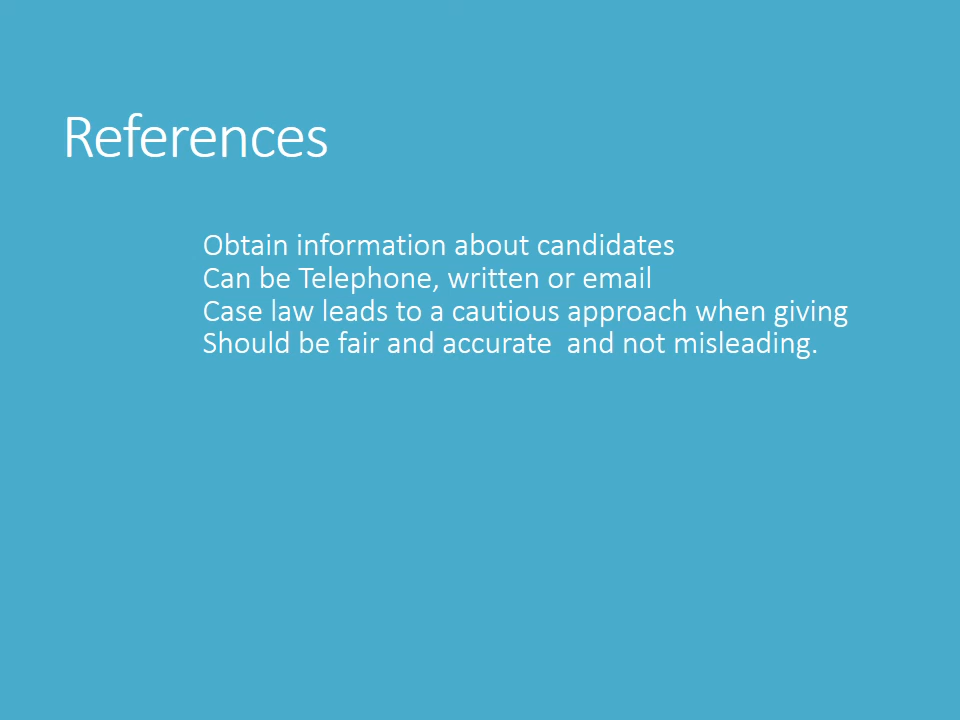 References
Obtain information about candidates
Can be Telephone, written or email
Case law leads to a cautious approach when giving
Should be fair and accurate  and not misleading.